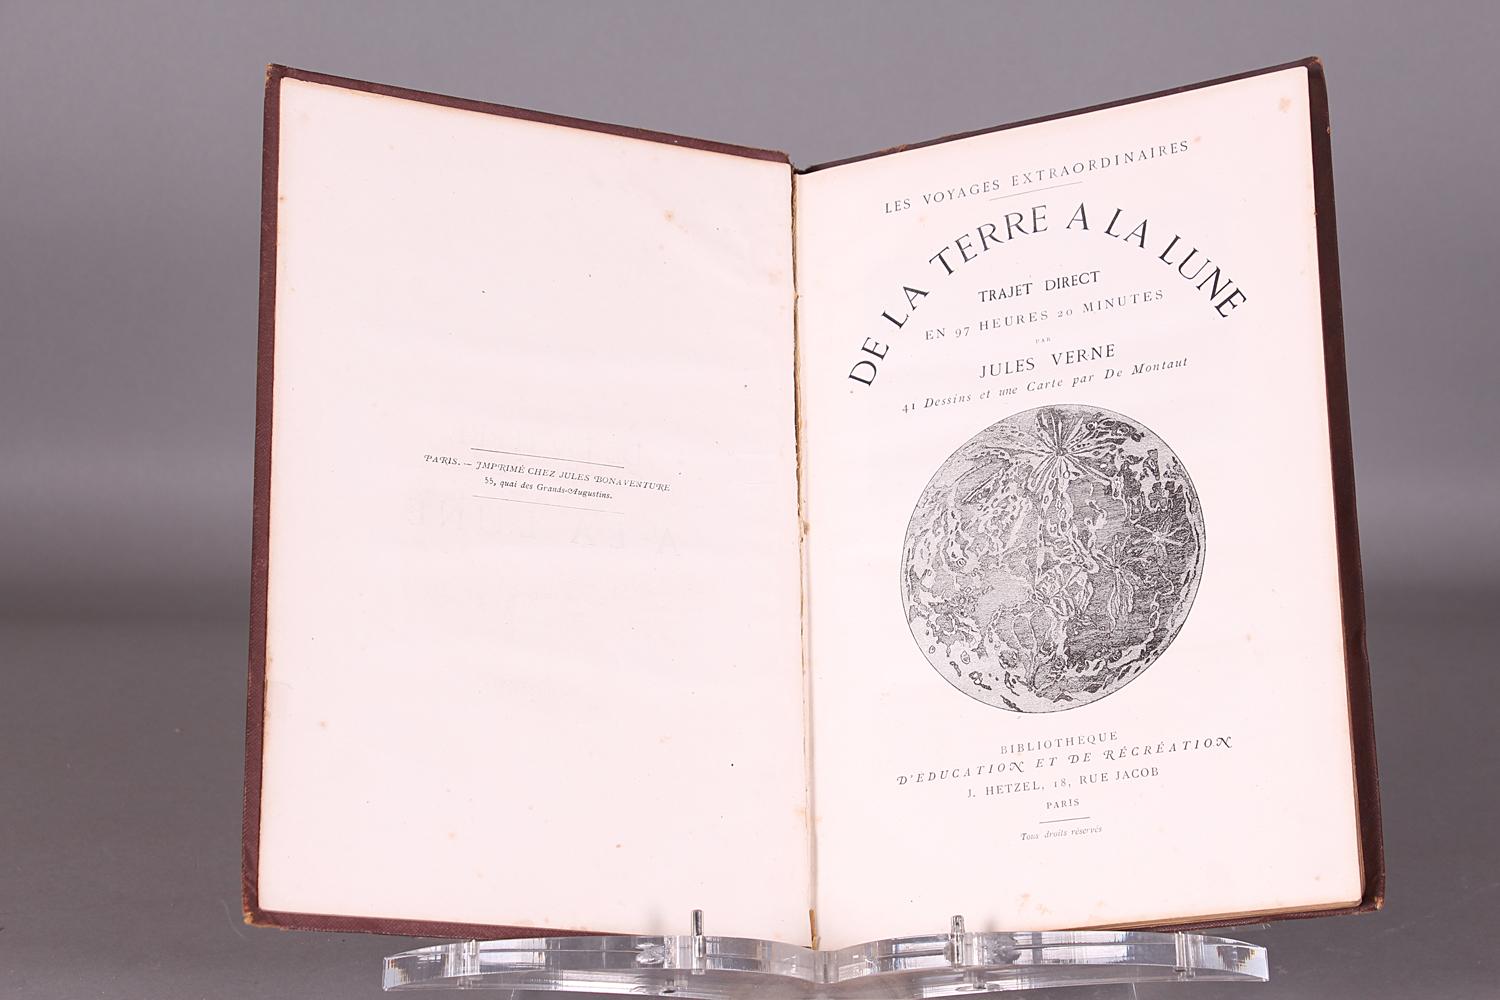 PARIS. — IMPRIMÉ CHEZ JULES BONAVENTURE
55, quai des Grands-Augustins.
LES VOYAGES EXTRAORDINAIRES
DE LA TERRE A LA LUNE
TRAJET DIRECT
EN 97 HEURES 20 MINUTES
PAR
JULES VERNE
41 Dessins et une Carte par De Montaut
BIBLIOTHEQUE
D'EDUCATION ET DE RÉCRÉATION
J. HETZEL, 18, RUE JACOB
PARIS
Tous droits réservés